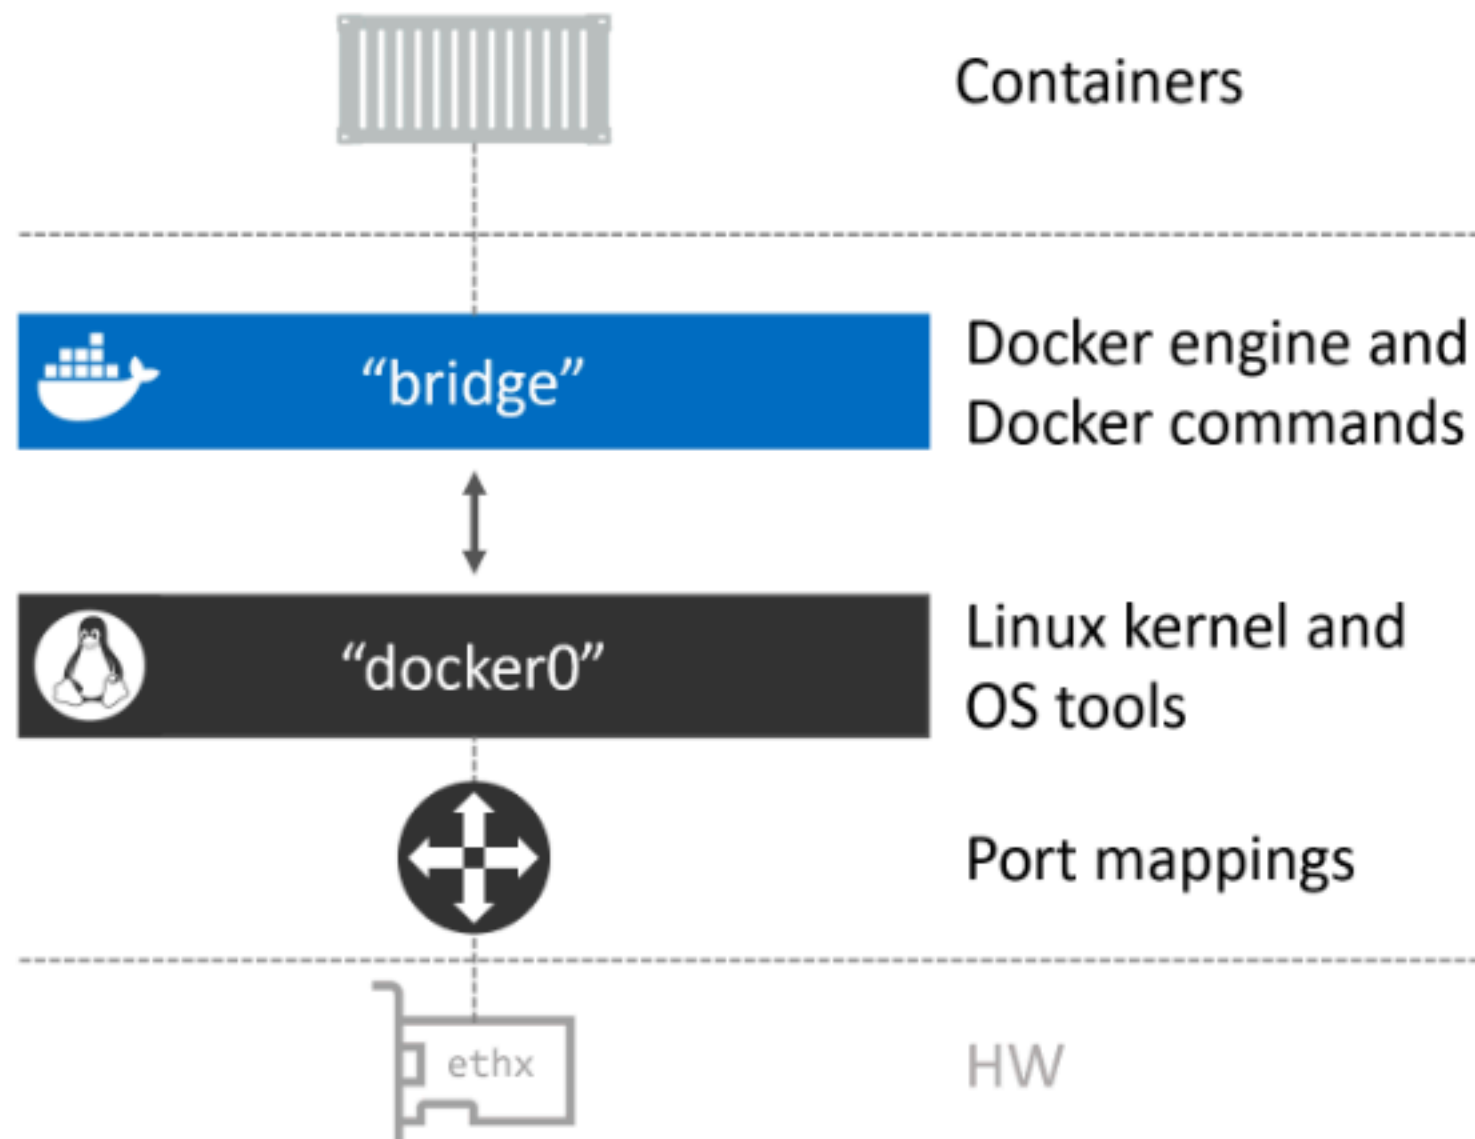 Containers
“bridge”
Docker engine and
Docker commands
“docker0”
Linux kernel and
OS tools
Port mappings
ethx
HW